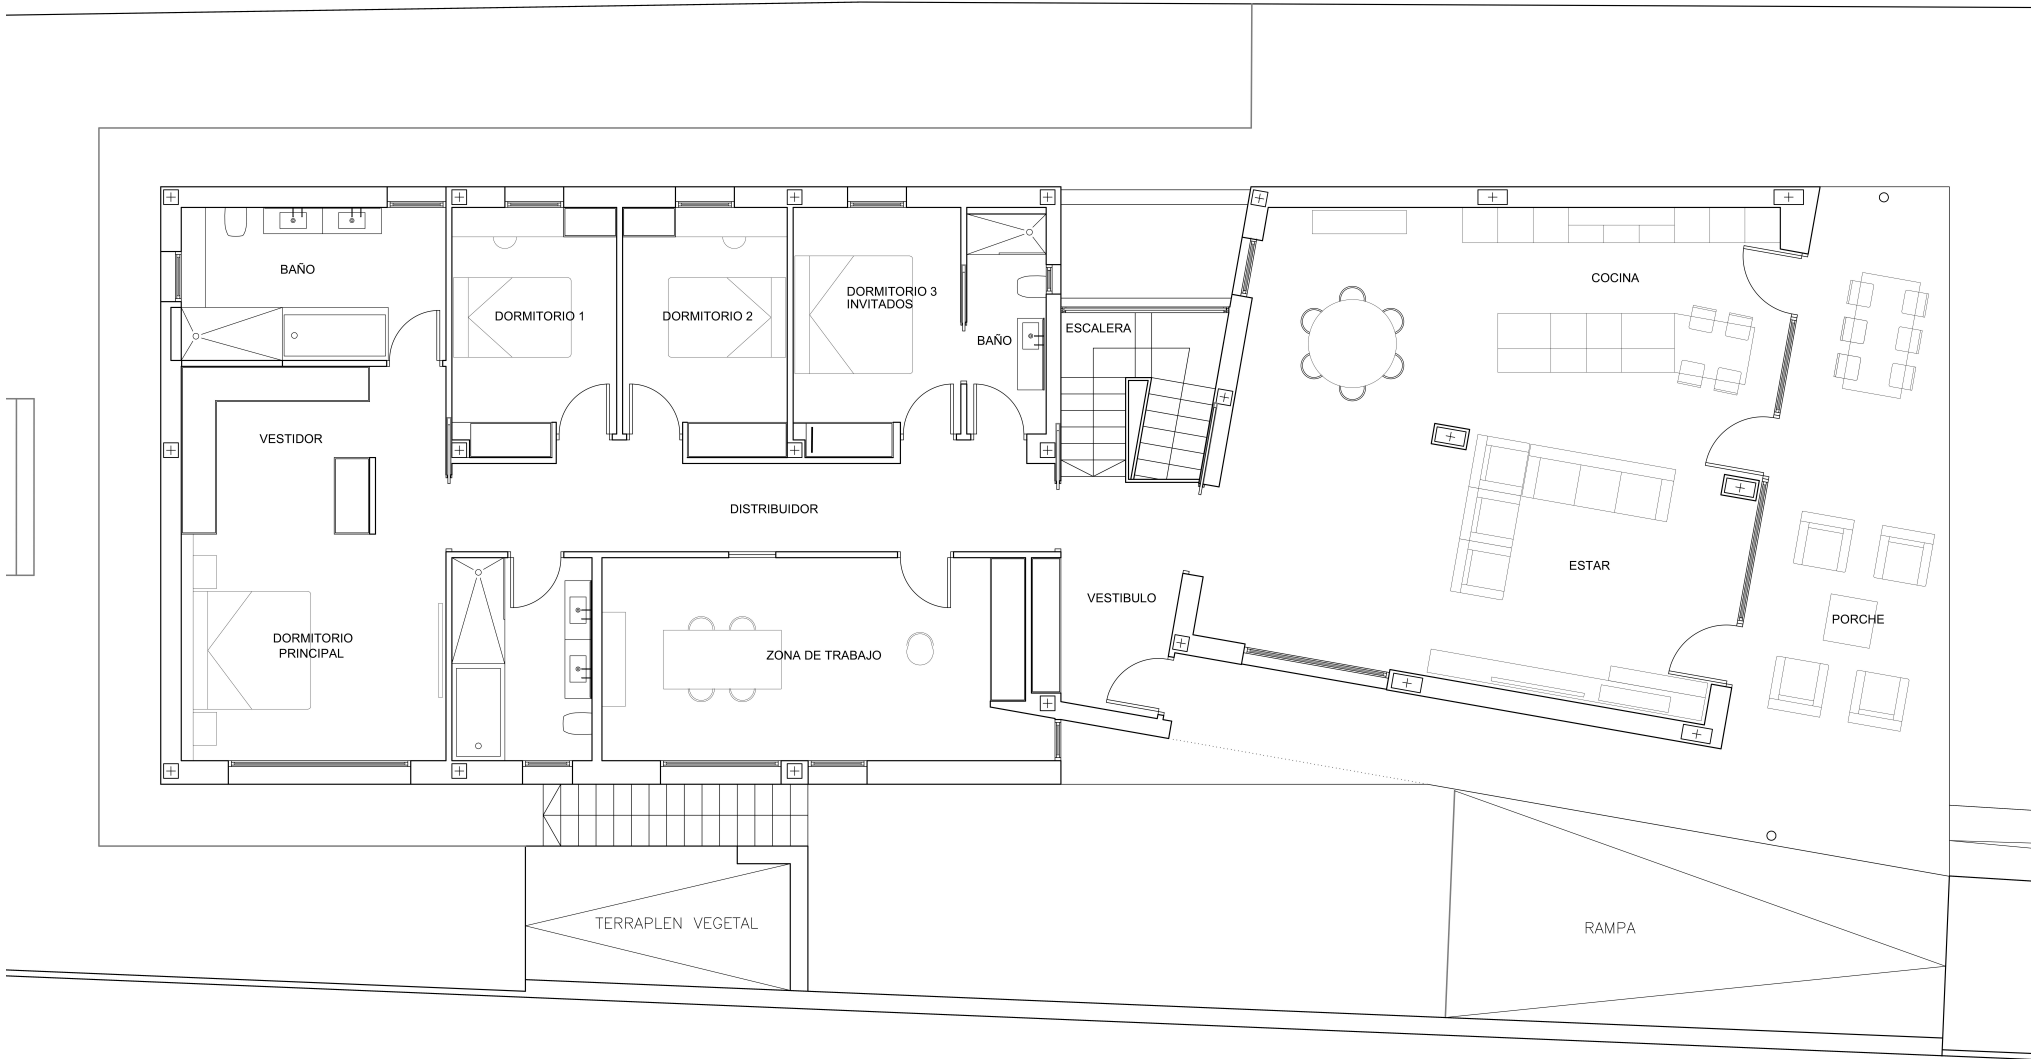 BAÑO
DORMITORIO 1
DORMITORIO 2
DORMITORIO 3
INVITADOS
BAÑO
ESCALERA
COCINA
VESTIDOR
DISTRIBUIDOR
ESTAR
VESTIBULO
PORCHE
DORMITORIO
PRINCIPAL
ZONA DE TRABAJO
TERRAPLEN VEGETAL
RAMPA